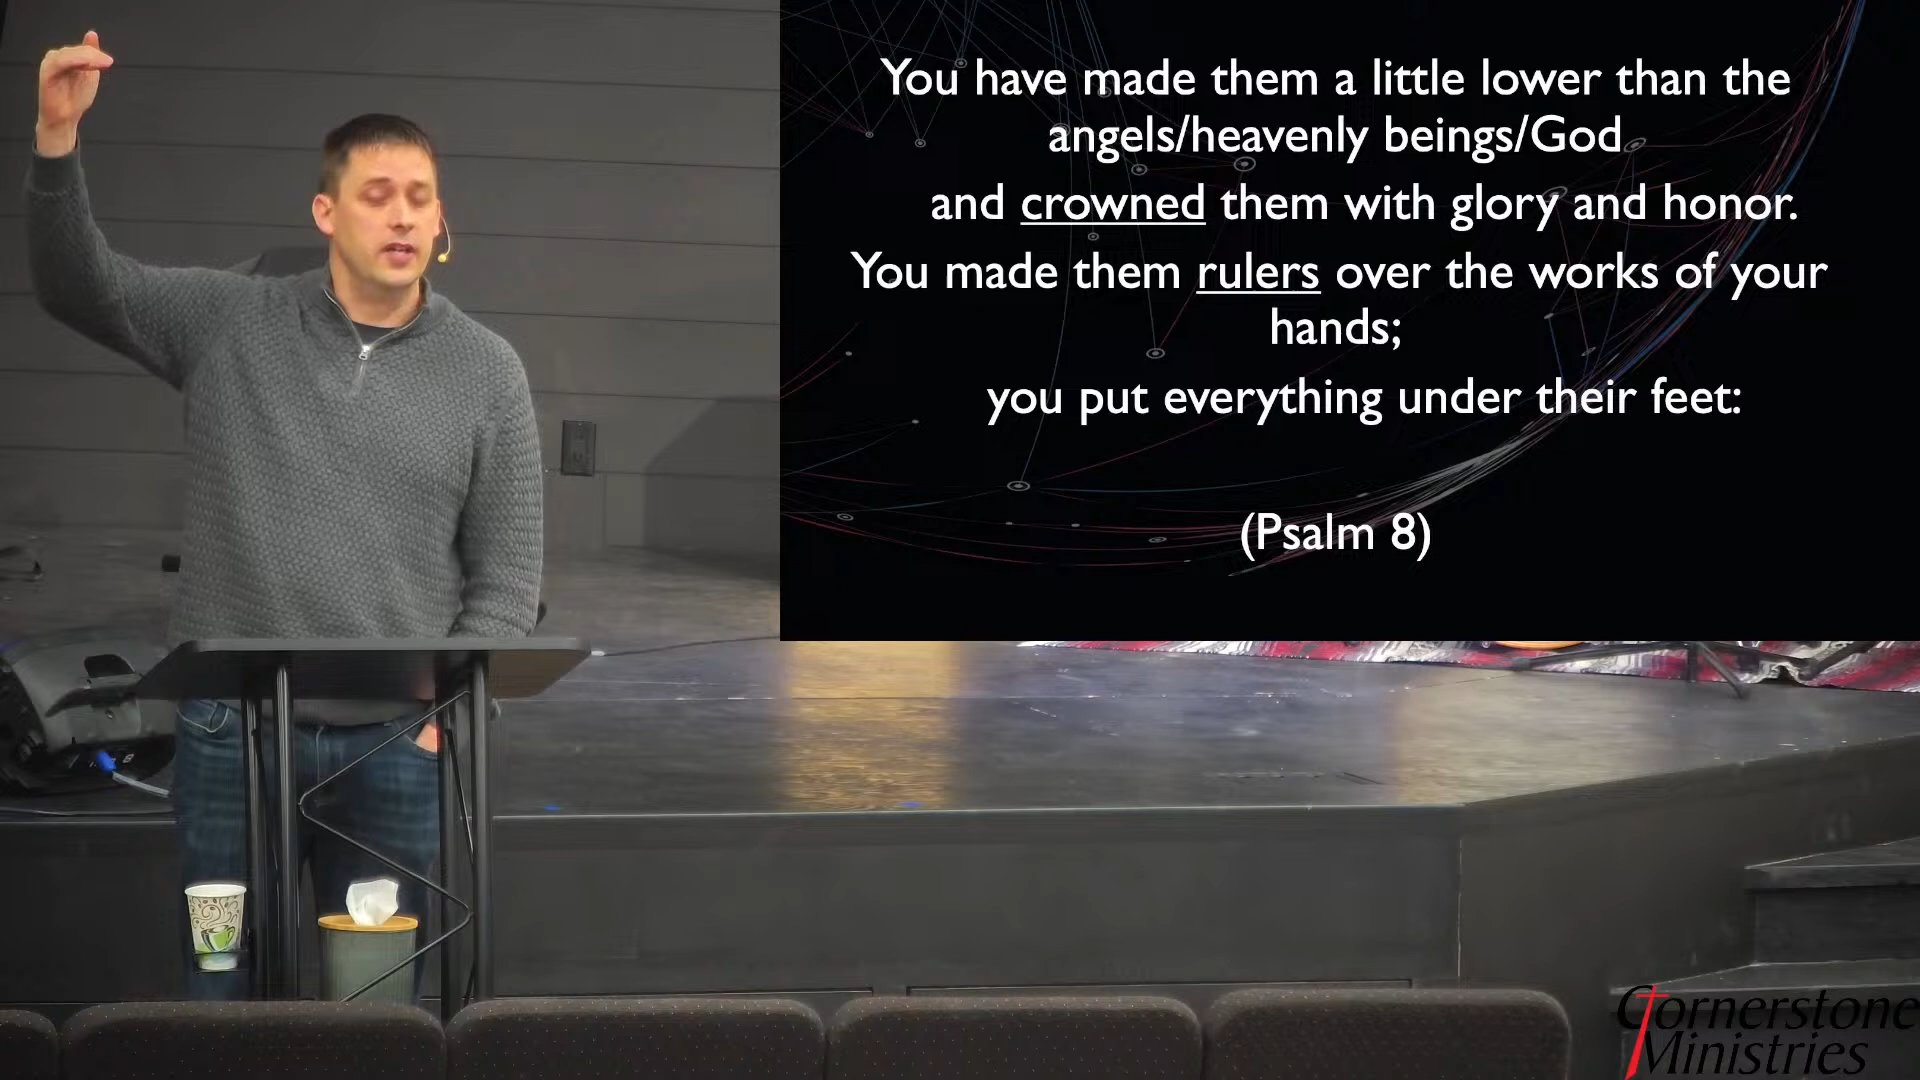 You have made them a little lower than the
angels/heavenly beings/God
and crowned them with glory and honor.
You made them rulers over the works of your
hands;
you put everything under their feet:
(Psalm 8)
Cornerstone
Ministries